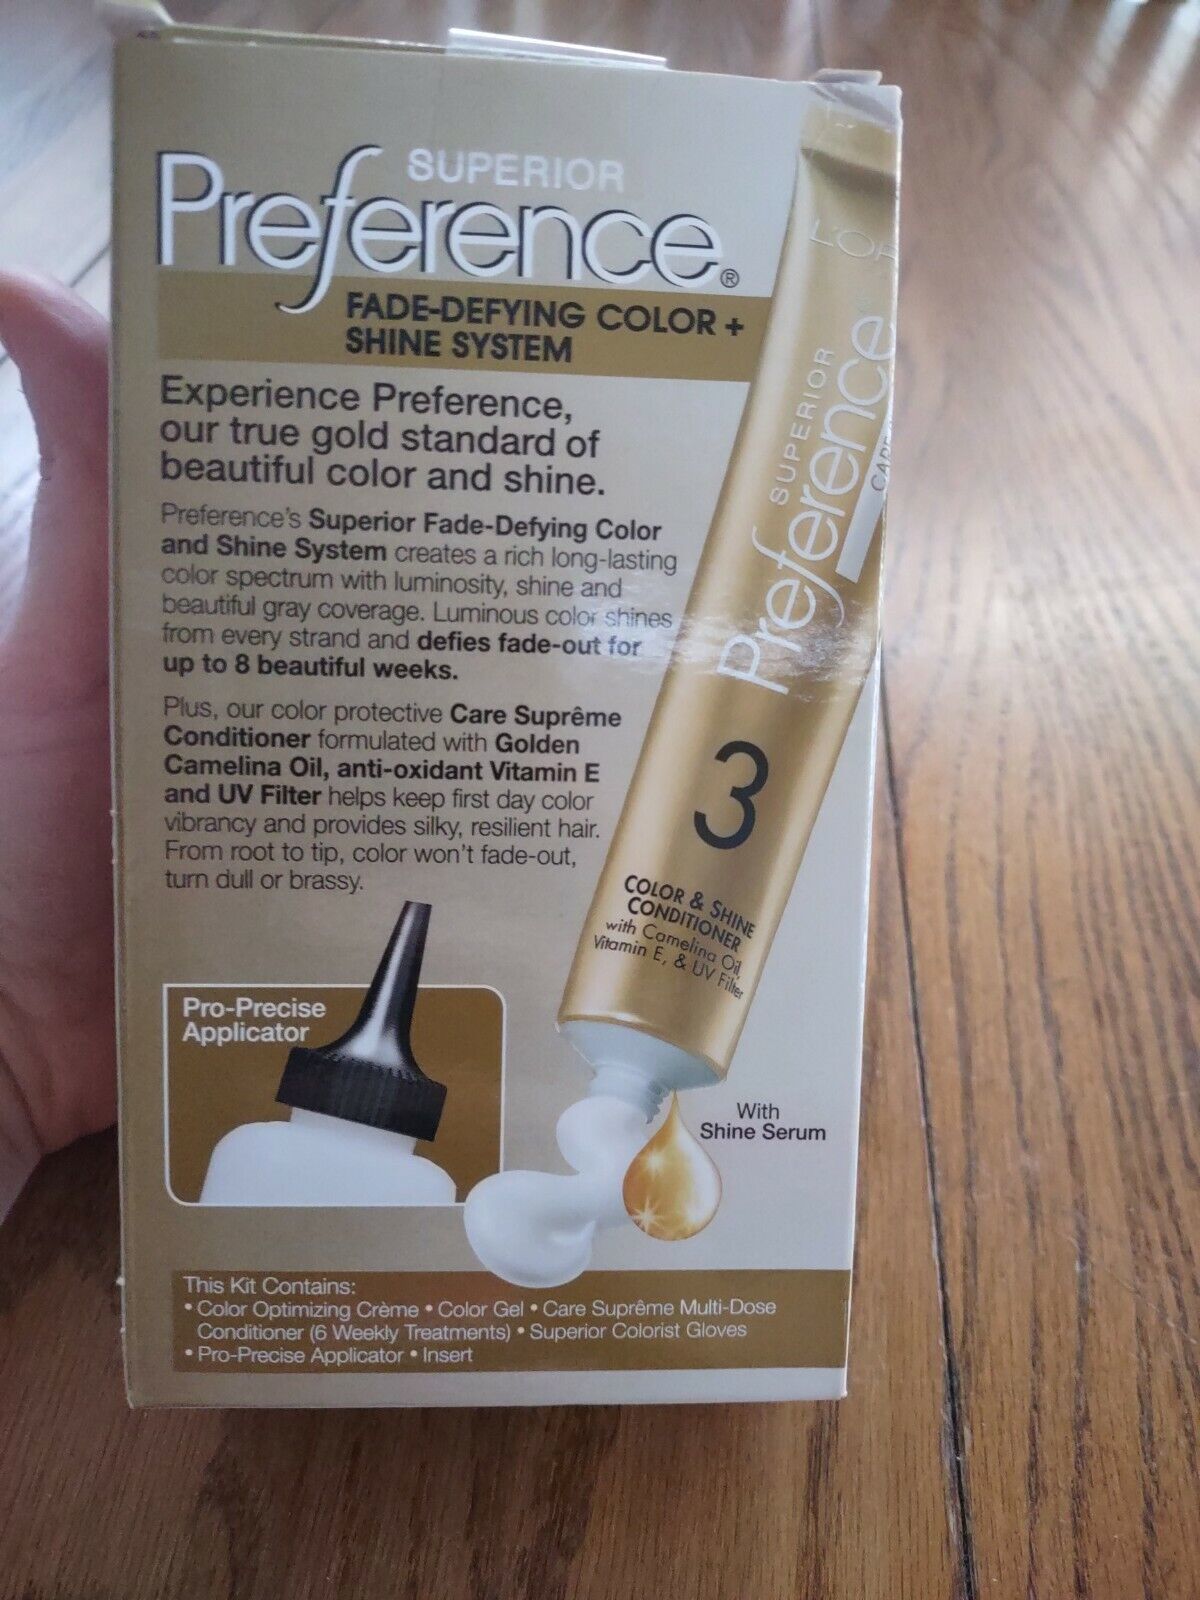 SUPERIOR
Preference®
FADE-DEFYING COLOR +
SHINE SYSTEM
Experience Preference,
our true gold standard of
beautiful color and shine.
Preference's Superior Fade-Defying Color
and Shine System creates a rich long-lasting
color spectrum with luminosity, shine and
beautiful gray coverage. Luminous color shines
from every strand and defies fade-out for
up to 8 beautiful weeks.
Plus, our color protective Care Suprême
Conditioner formulated with Golden
Camelina Oil, anti-oxidant Vitamin E
and UV Filter helps keep first day color
vibrancy and provides silky, resilient hair.
From root to tip, color won't fade-out,
turn dull or brassy.
L'OR
SUPERIOR
Preference
3
COLOR & SHINE
CONDITIONER
with Camelina Oil,
Vitamin E, & UV Filter
Pro-Precise
Applicator
With
Shine Serum
This Kit Contains:
• Color Optimizing Crème • Color Gel • Care Suprême Multi-Dose
Conditioner (6 Weekly Treatments) • Superior Colorist Gloves
• Pro-Precise Applicator • Insert